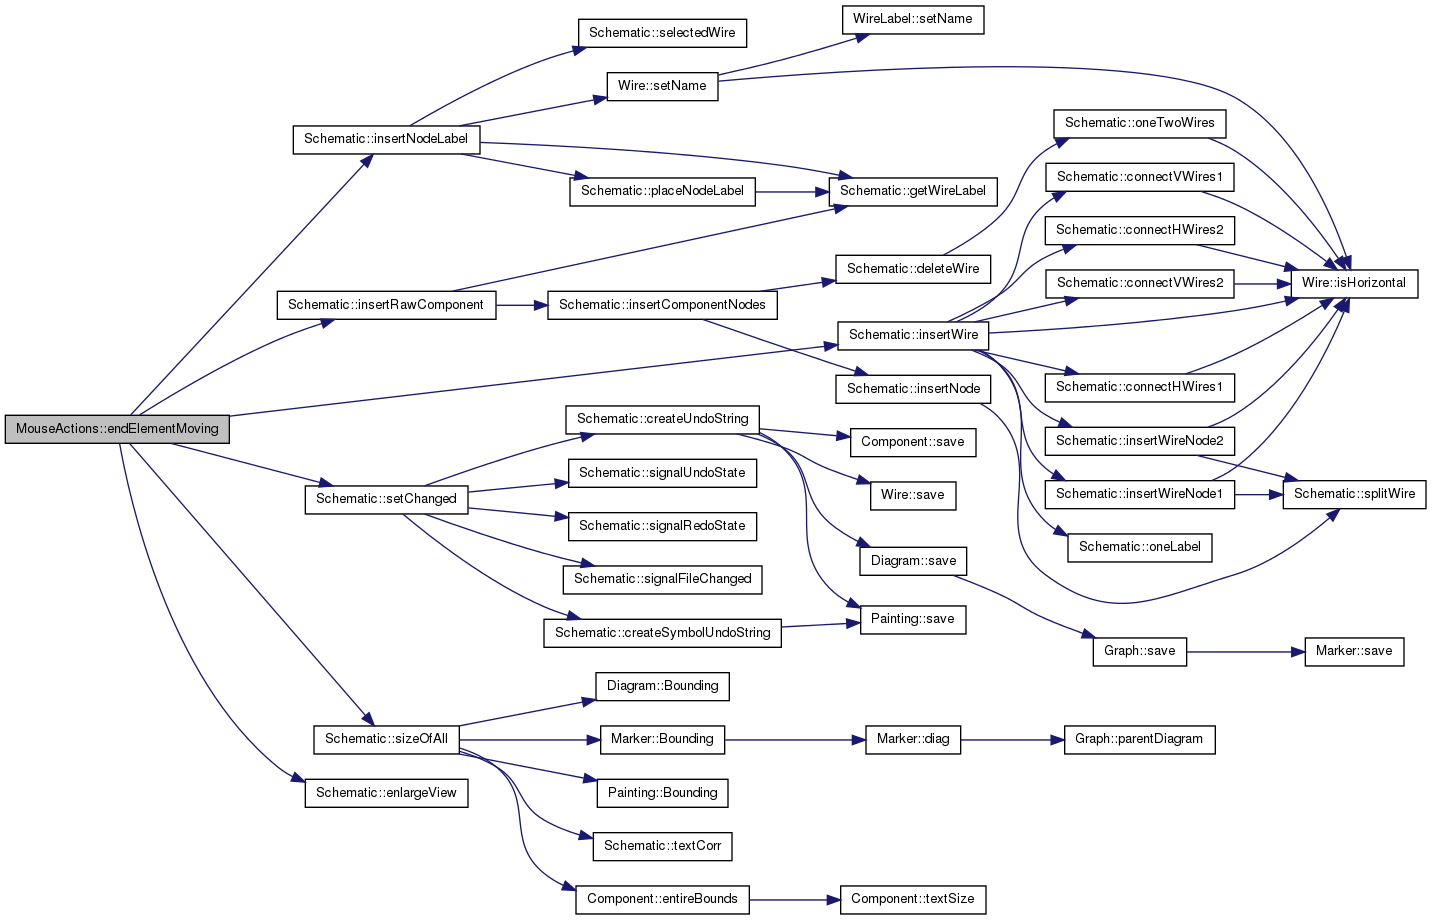 WireLabel::setName
Schematic::selectedWire
Wire::setName
Schematic::oneTwoWires
Schematic::insertNodeLabel
Schematic::connectVWires1
Schematic::placeNodeLabel
Schematic::getWireLabel
Schematic::connectHWires2
Schematic::deleteWire
Schematic::connectVWires2
Wire::isHorizontal
Schematic::insertRawComponent
Schematic::insertComponentNodes
Schematic::insertWire
Schematic::insertNode
Schematic::connectHWires1
MouseActions::endElementMoving
Schematic::createUndoString
Component::save
Schematic::insertWireNode2
Schematic::signalUndoState
Schematic::setChanged
Wire::save
Schematic::insertWireNode1
Schematic::splitWire
Schematic::signalRedoState
Schematic::oneLabel
Diagram::save
Schematic::signalFileChanged
Painting::save
Schematic::createSymbolUndoString
Graph::save
Marker::save
Diagram::Bounding
Schematic::sizeOfAll
Marker::Bounding
Marker::diag
Graph::parentDiagram
Schematic::enlargeView
Painting::Bounding
Schematic::textCorr
Component::entireBounds
Component::textSize